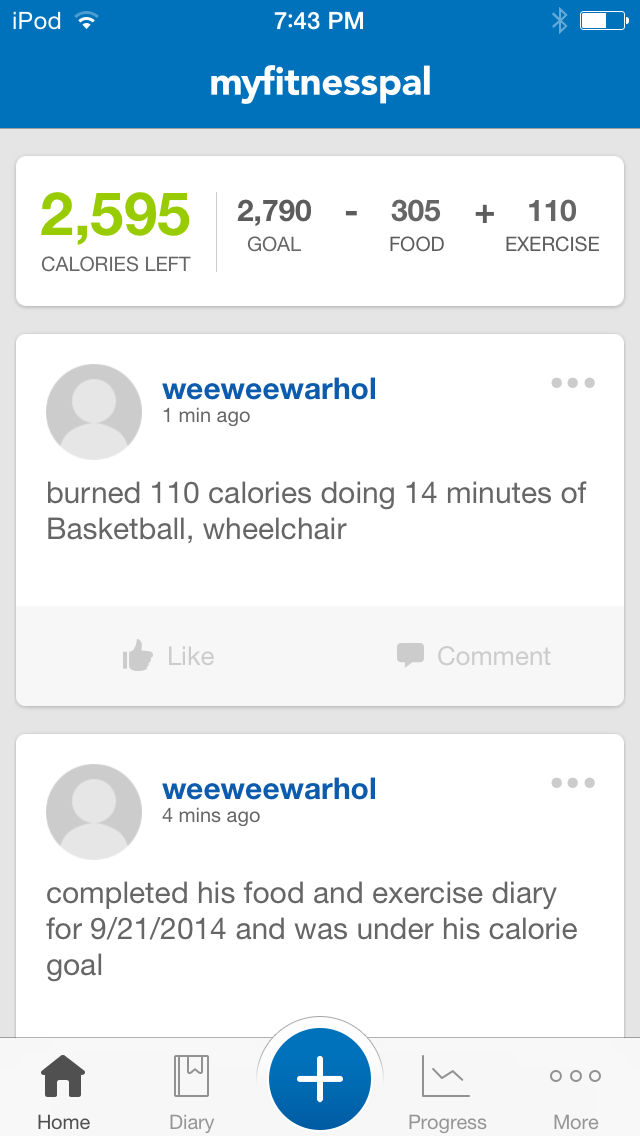 iPod 7:43 PM
myfitnesspal
2,595 2,790 - 305 + 110
CALORIES LEFT GOAL FOOD EXERCISE
weeweewarhol
1 min ago
burned 110 calories doing 14 minutes of
Basketball, wheelchair
Like Comment
weeweewarhol
4 mins ago
completed his food and exercise diary
for 9/21/2014 and was under his calorie
goal
Home Diary + Progress More